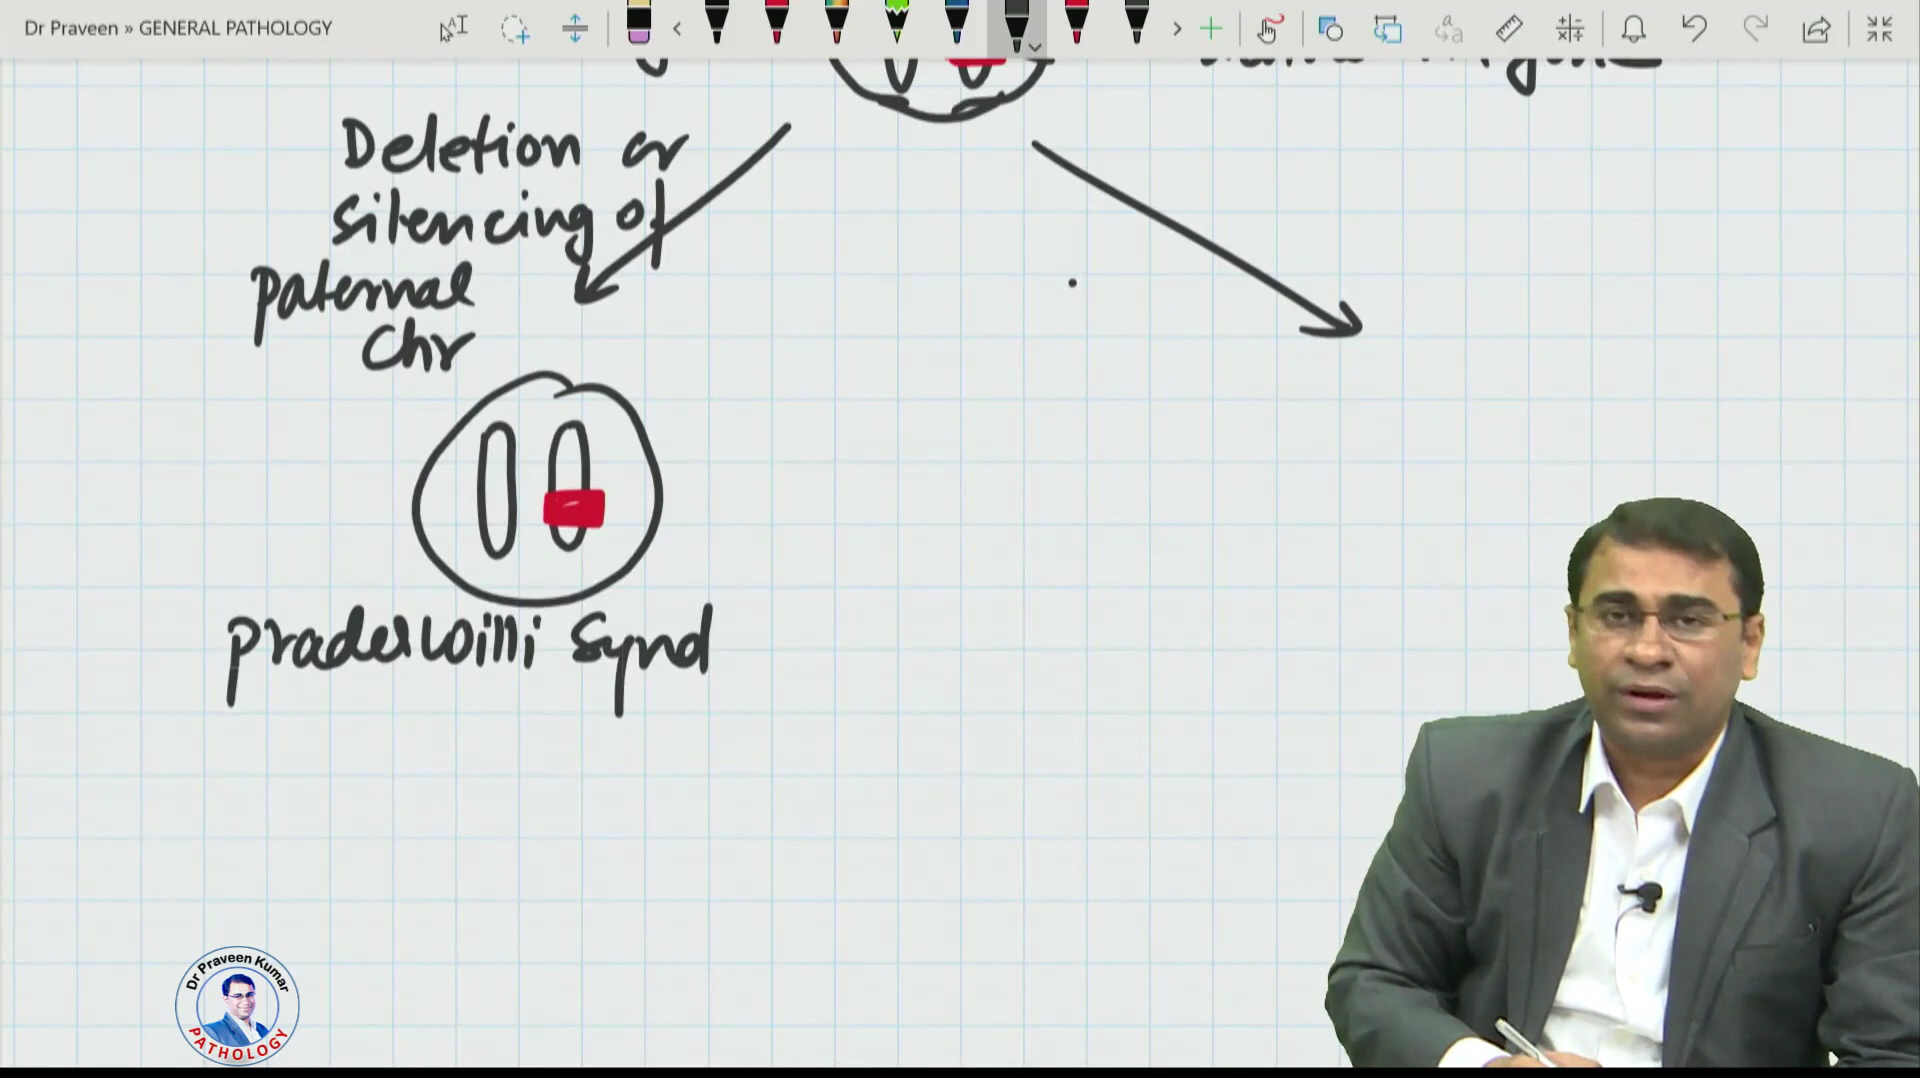 Dr Praveen » GENERAL PATHOLOGY
Deletion or
silencing of
paternal
Chr
praderwilli Synd
Dr Praveen Kumar
PATHOLOGY